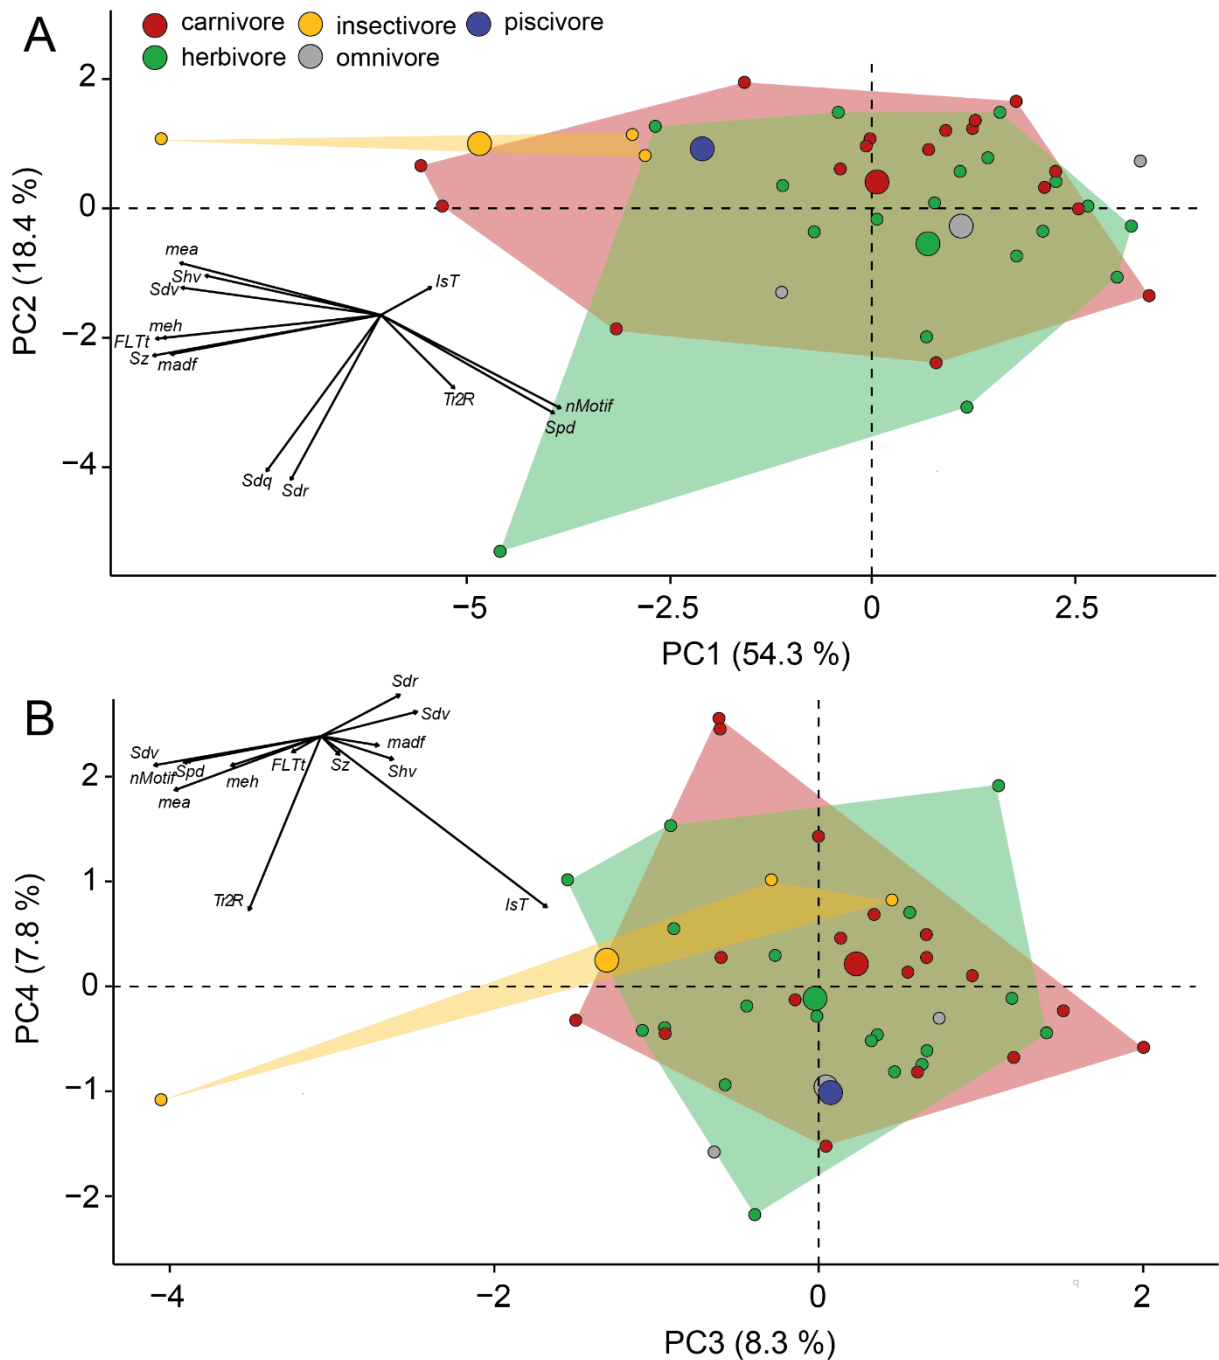 A
carnivore insectivore piscivore
herbivore omnivore
2
0
−2
−4
PC2 (18.4 %)
mea
Shv
Sdv
IsT
meh
FLTt
Sz
madf
Tr2R
nMotif
Spd
Sdq
Sdr
−5 −2.5 0 2.5
PC1 (54.3 %)
B
Sdr
Sdv
madf
Sdv
nMotif
Spd
FLTt
Sz
Shv
meh
mea
Tr2R
IsT
2
1
0
−1
−2
PC4 (7.8 %)
q
−4 −2 0 2
PC3 (8.3 %)